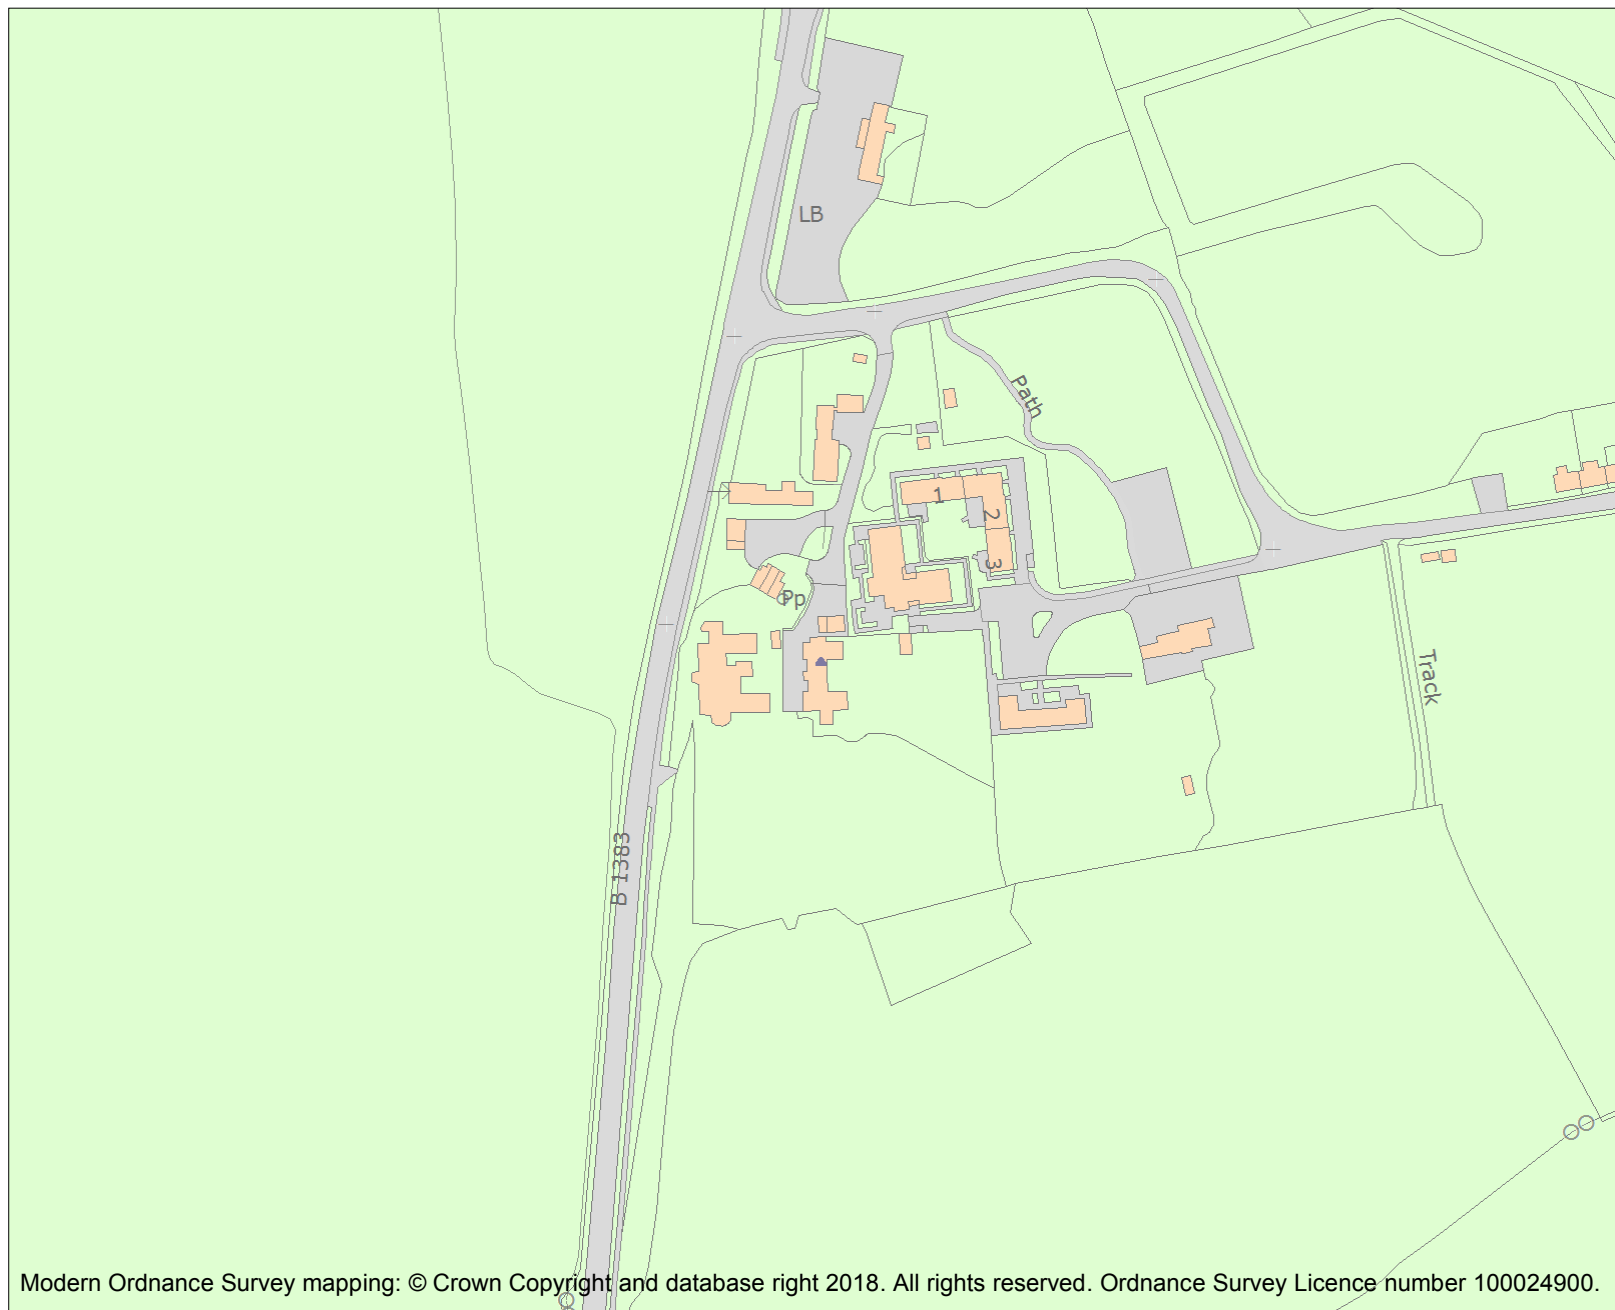 LB
Path
1
2
3
Pp
Track
B 1383
Modern Ordnance Survey mapping: © Crown Copyright and database right 2018. All rights reserved. Ordnance Survey Licence number 100024900.